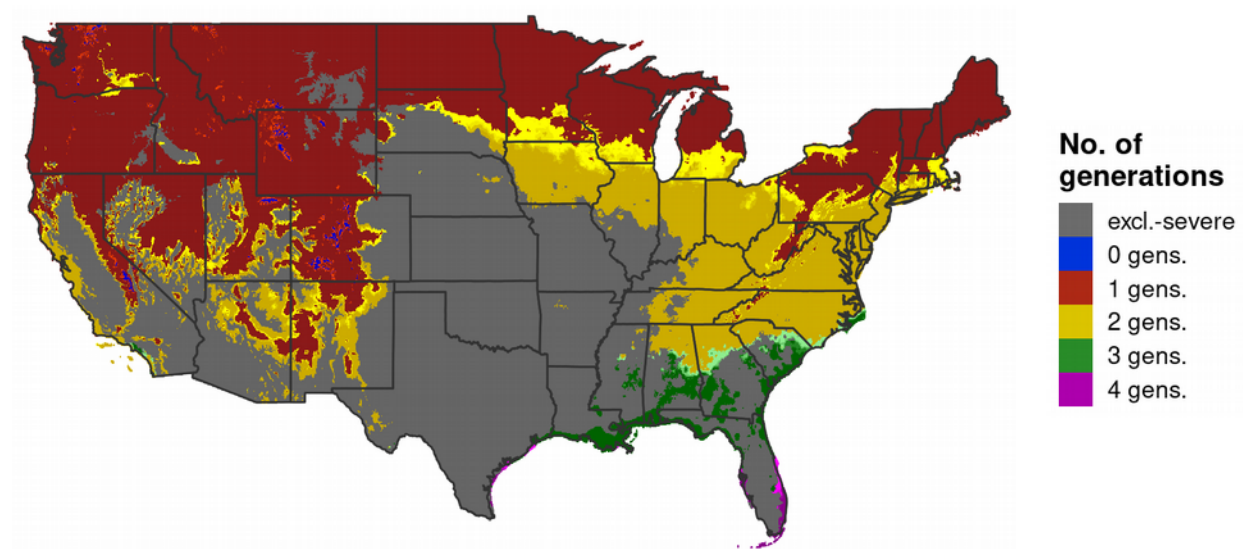 No. of
generations
excl.-severe
0 gens.
1 gens.
2 gens.
3 gens.
4 gens.